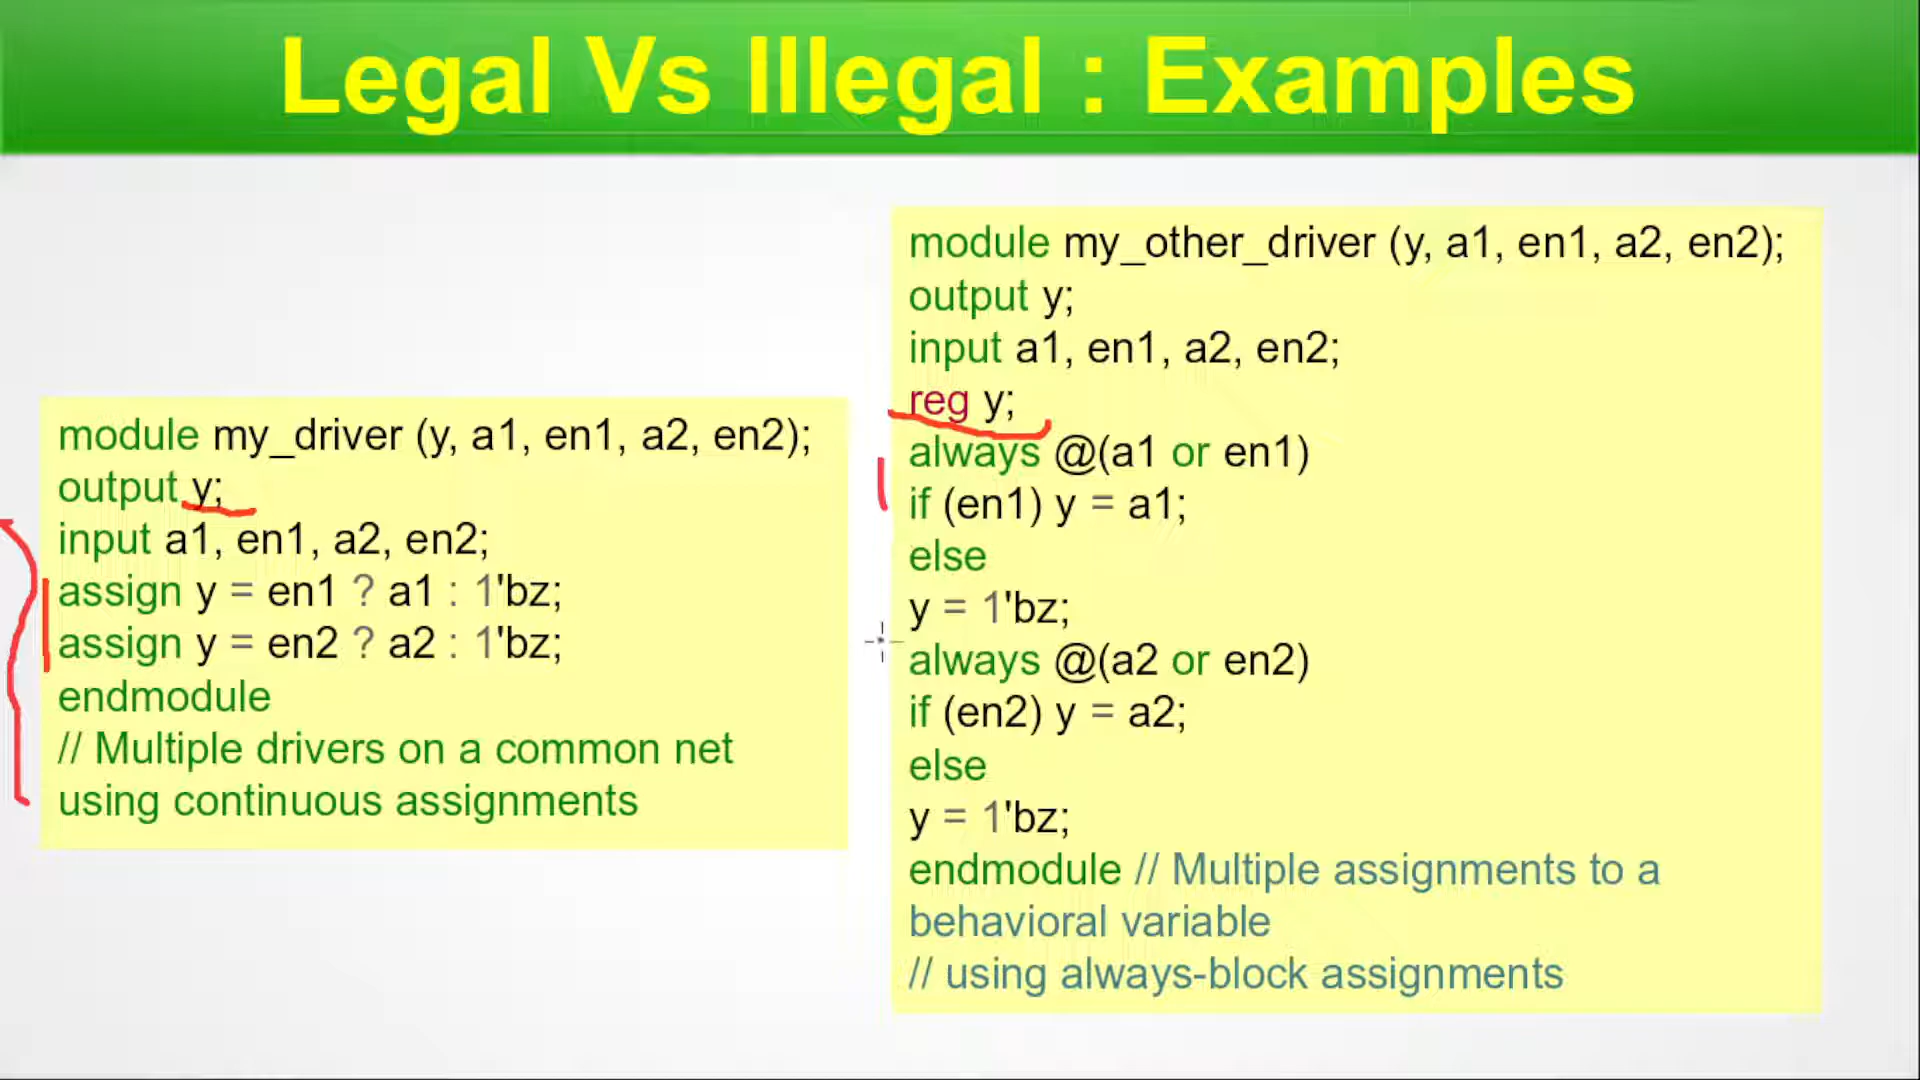 Legal Vs Illegal : Examples
module my_driver (y, a1, en1, a2, en2);
output y;
input a1, en1, a2, en2;
assign y = en1 ? a1 : 1'bz;
assign y = en2 ? a2 : 1'bz;
endmodule
// Multiple drivers on a common net
using continuous assignments
module my_other_driver (y, a1, en1, a2, en2);
output y;
input a1, en1, a2, en2;
reg y;
always @(a1 or en1)
if (en1) y = a1;
else
y = 1'bz;
always @(a2 or en2)
if (en2) y = a2;
else
y = 1'bz;
endmodule // Multiple assignments to a
behavioral variable
// using always-block assignments